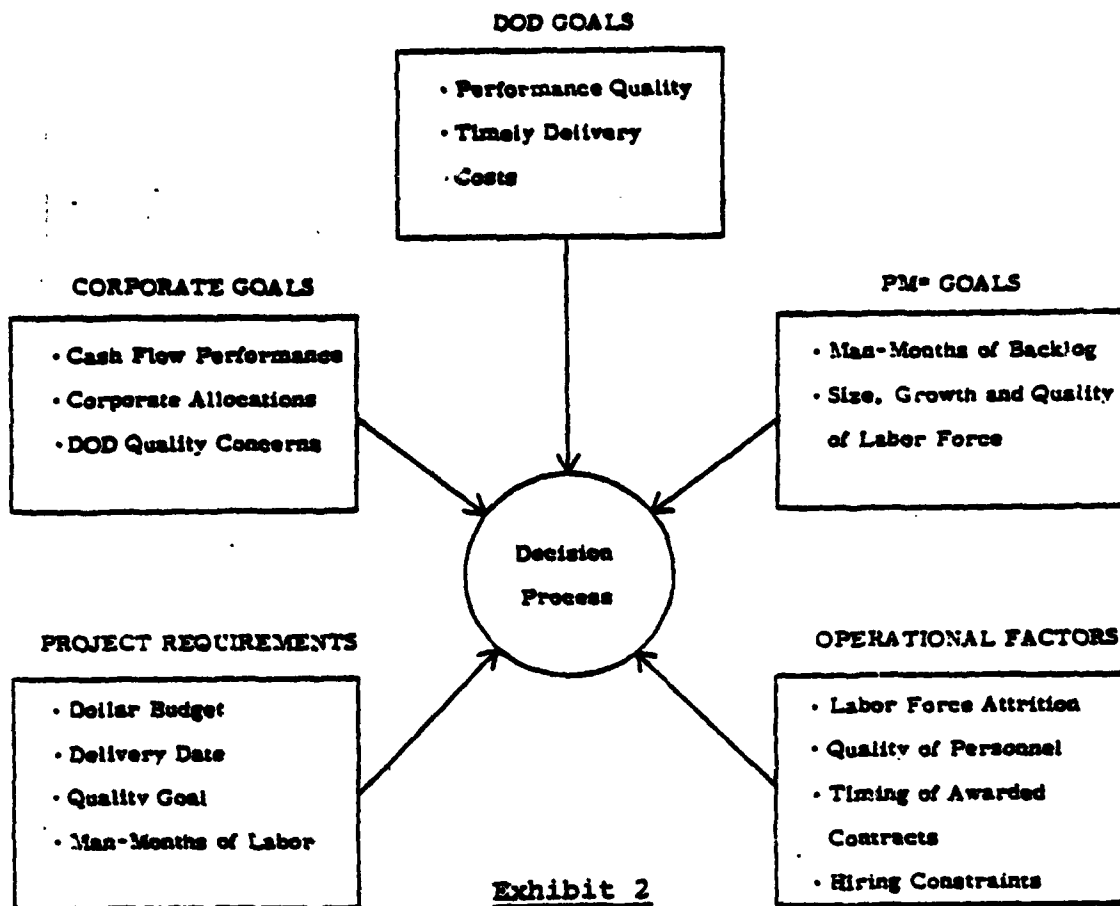 DOD GOALS
· Performance Quality
· Timely Delivery
· Costs
CORPORATE GOALS
· Cash Flow Performance
· Corporate Allocations
· DOD Quality Concerns
PM= GOALS
· Man-Months of Backlog
· Size, Growth and Quality
of Labor Force
Decision
Process
PROJECT REQUIREMENTS
· Dollar Budget
· Delivery Date
· Quality Goal
· Man-Months of Labor
OPERATIONAL FACTORS
· Labor Force Attrition
· Quality of Personnel
· Timing of Awarded
Contracts
· Hiring Constraints
Exhibit 2